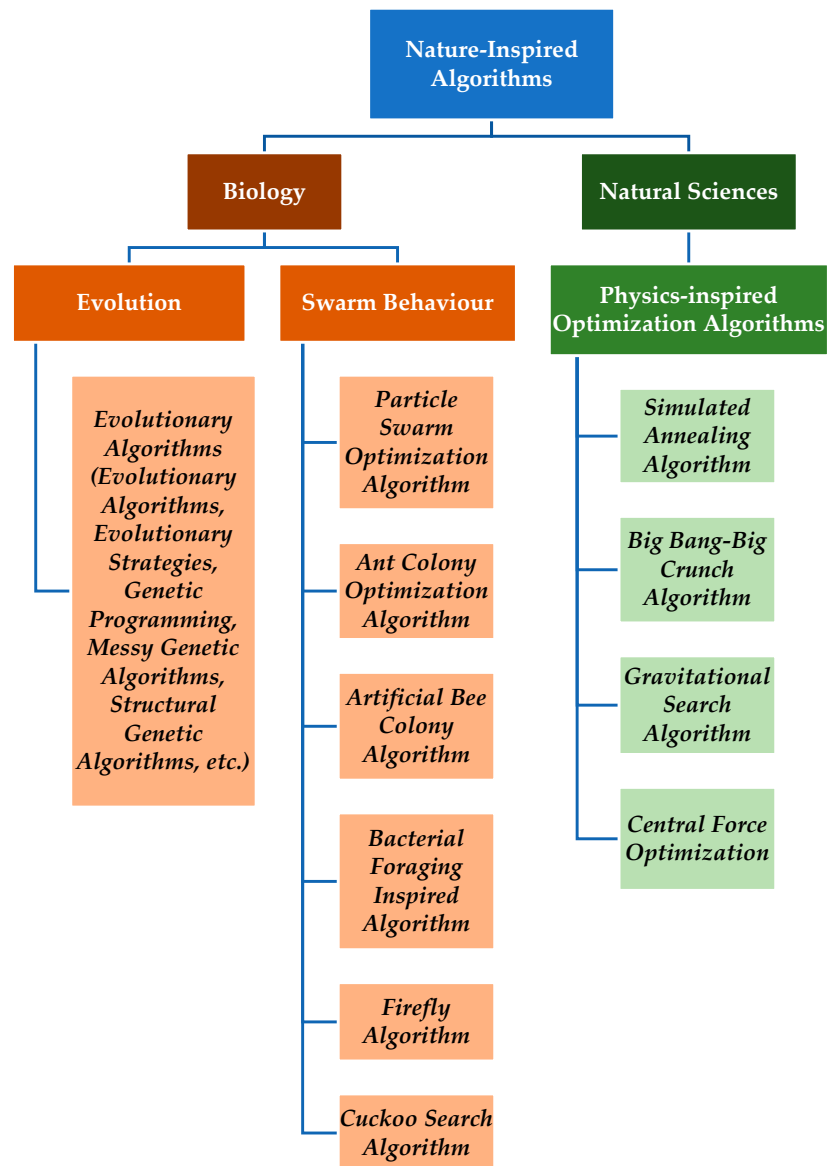 Nature-Inspired
Algorithms
Biology
Natural Sciences
Evolution
Swarm Behaviour
Physics-inspired
Optimization Algorithms
Evolutionary
Algorithms
(Evolutionary
Algorithms,
Evolutionary
Strategies,
Genetic
Programming,
Messy Genetic
Algorithms,
Structural
Genetic
Algorithms, etc.)
Particle
Swarm
Optimization
Algorithm
Ant Colony
Optimization
Algorithm
Artificial Bee
Colony
Algorithm
Bacterial
Foraging
Inspired
Algorithm
Firefly
Algorithm
Cuckoo Search
Algorithm
Simulated
Annealing
Algorithm
Big Bang-Big
Crunch
Algorithm
Gravitational
Search
Algorithm
Central Force
Optimization